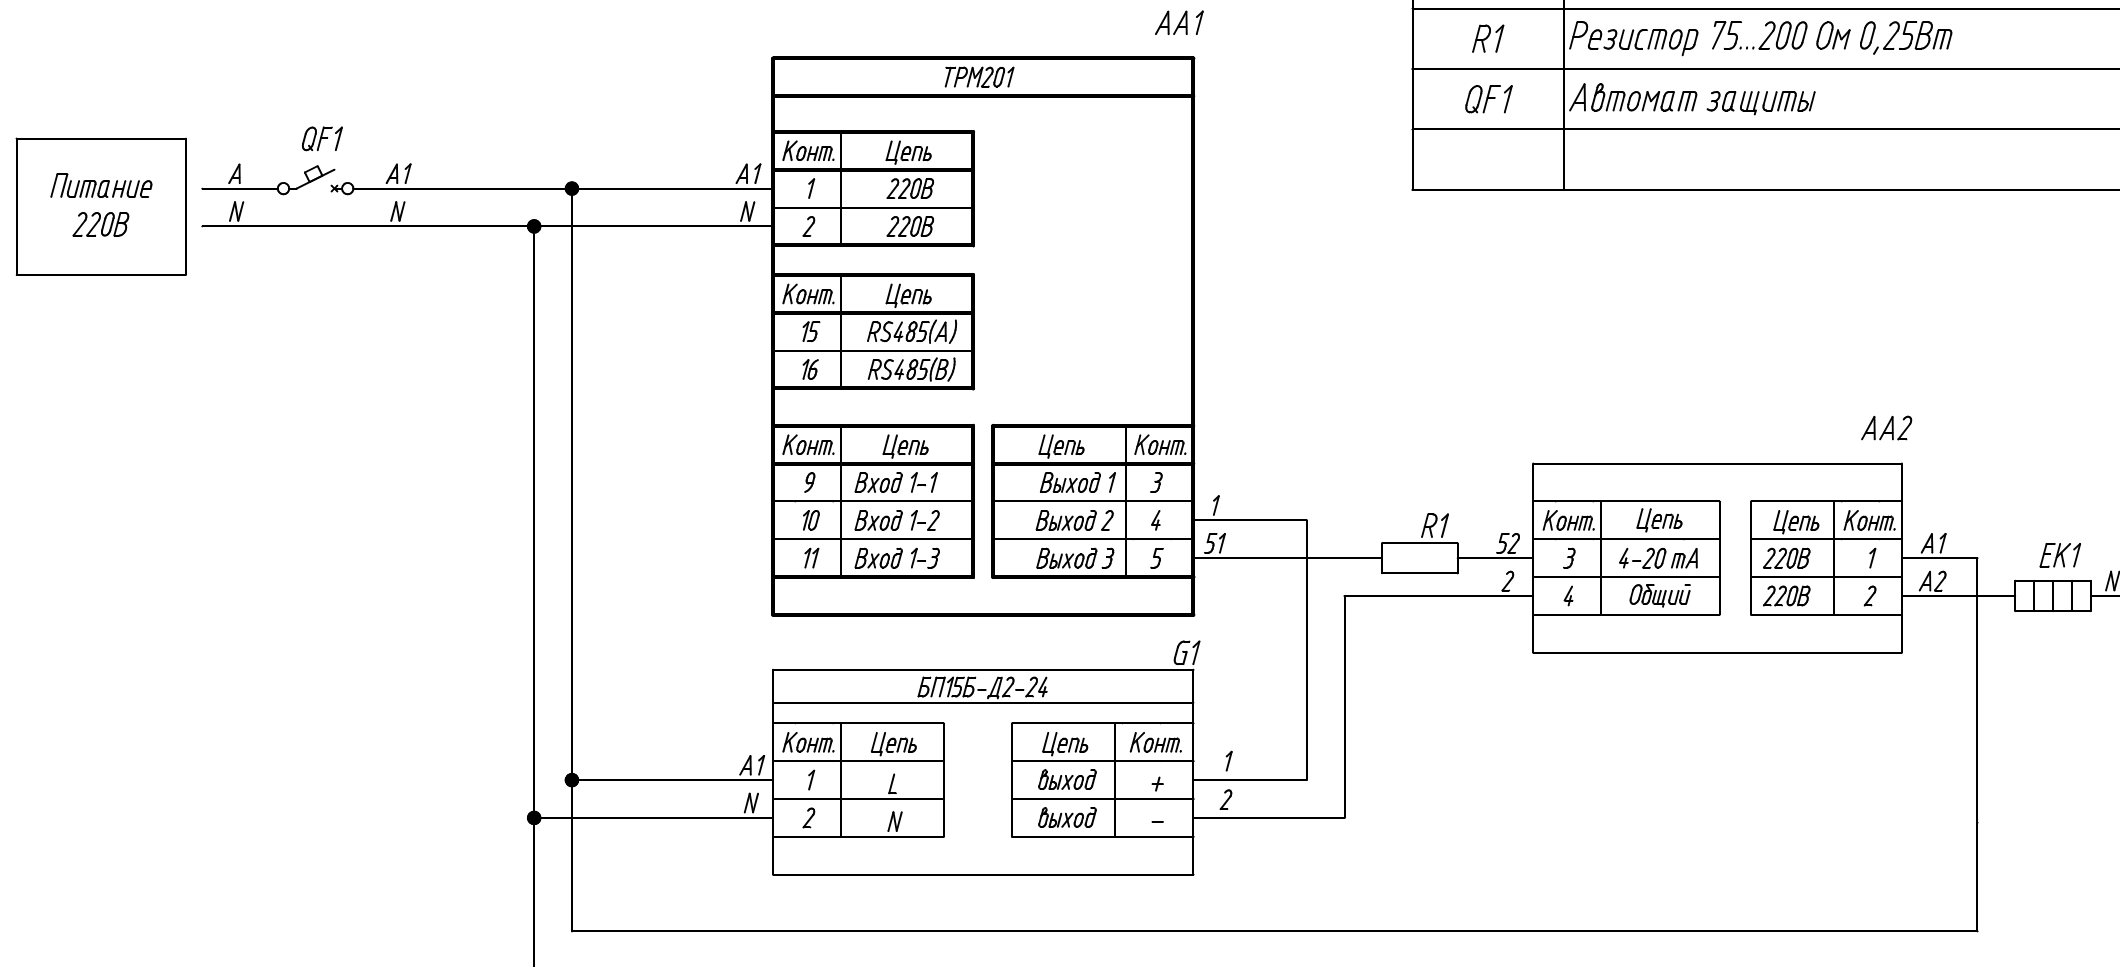 AA1
R1 Резистор 75...200 Ом 0,25Вт
QF1 Автомат защиты
ТРМ201
Питание
220В
QF1
A A1 A1
N N N
Конт. Цепь
1 220В
2 220В
Конт. Цепь
15 RS485(A)
16 RS485(B)
Конт. Цепь
9 Вход 1-1
10 Вход 1-2
11 Вход 1-3
Цепь Конт.
Выход 1 3
Выход 2 4
Выход 3 5
1
51
R1
52
2
AA2
Конт. Цепь
3 4-20 mA
4 Общий
Цепь Конт.
220В 1
220В 2
A1
A2
EK1
N
G1
БП15Б-Д2-24
A1
N
Конт. Цепь
1 L
2 N
Цепь Конт.
выход +
выход -
1
2